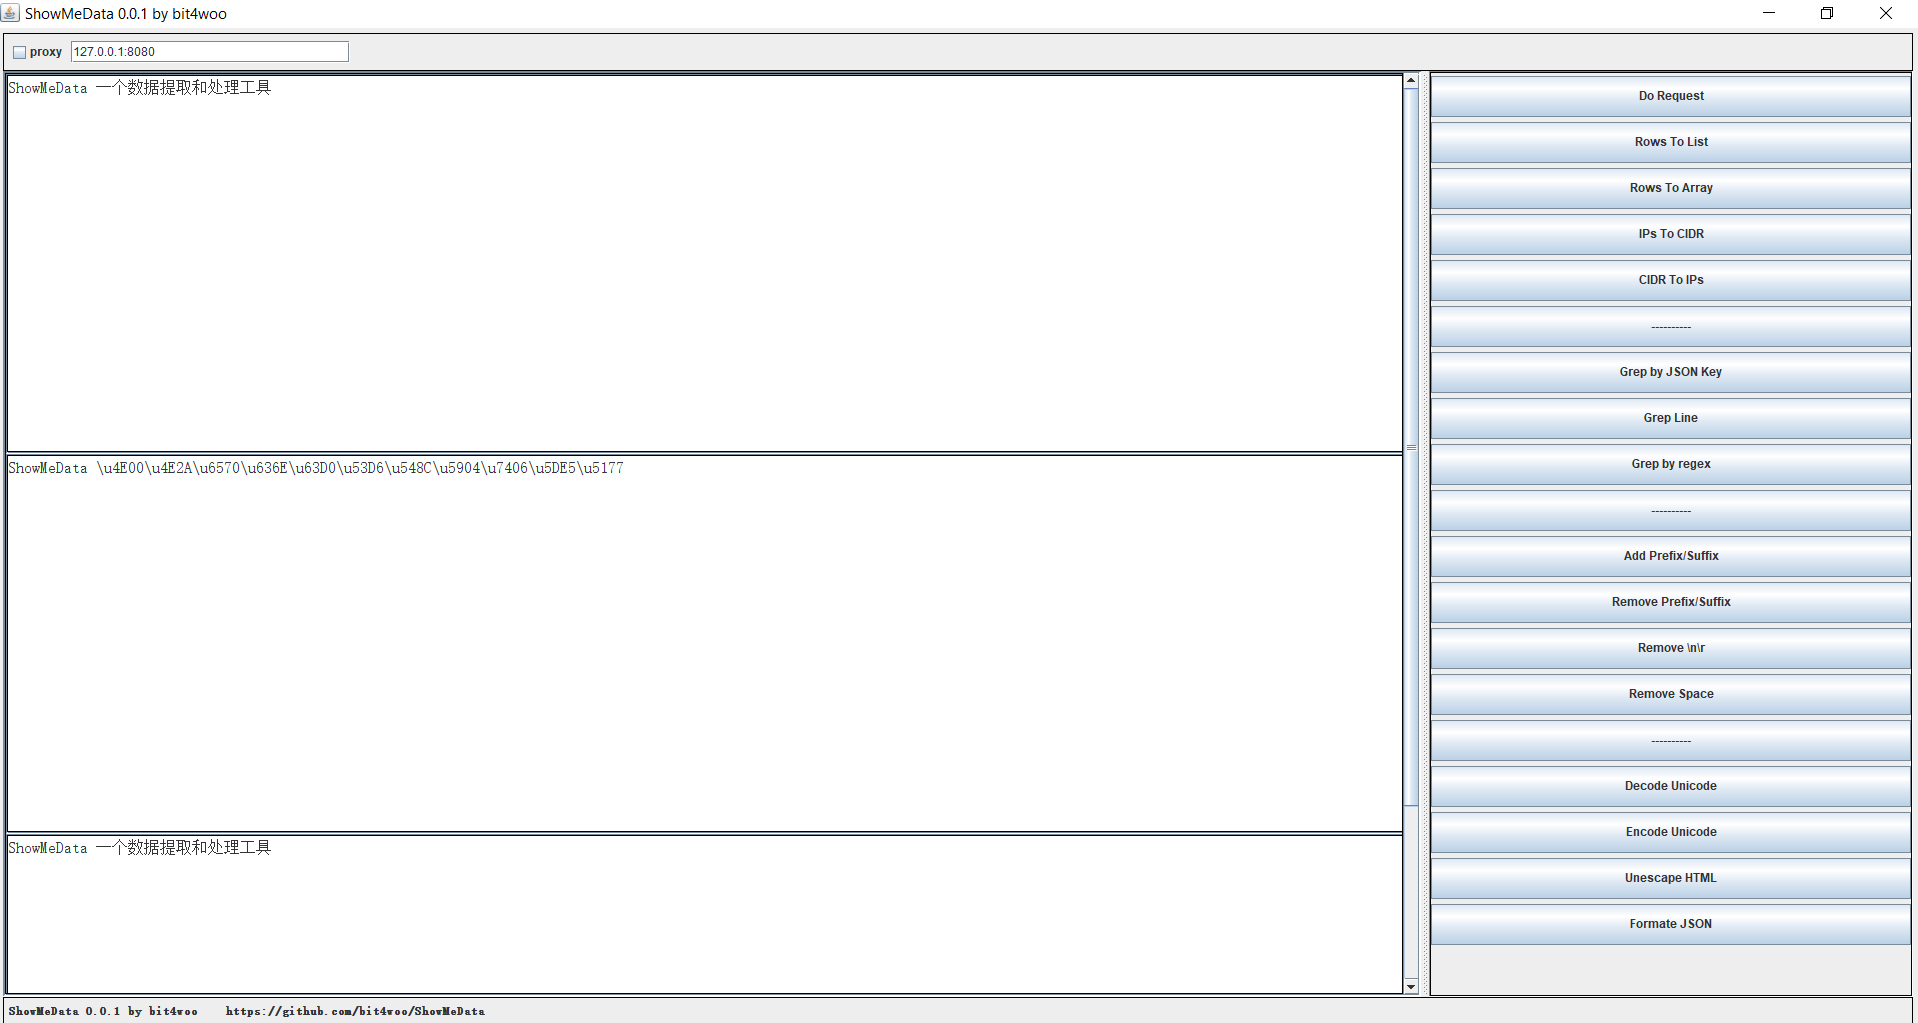 ShowMeData 0.0.1 by bit4woo
proxy 127.0.0.1:8080
ShowMeData 一个数据提取和处理工具
ShowMeData \u4E00\u4E2A\u6570\u636E\u63D0\u53D6\u548C\u5904\u7406\u5DE5\u5177
ShowMeData 一个数据提取和处理工具
Do Request
Rows To List
Rows To Array
IPs To CIDR
CIDR To IPs
----------
Grep by JSON Key
Grep Line
Grep by regex
----------
Add Prefix/Suffix
Remove Prefix/Suffix
Remove \n\r
Remove Space
----------
Decode Unicode
Encode Unicode
Unescape HTML
Formate JSON
ShowMeData 0.0.1 by bit4woo https://github.com/bit4woo/ShowMeData